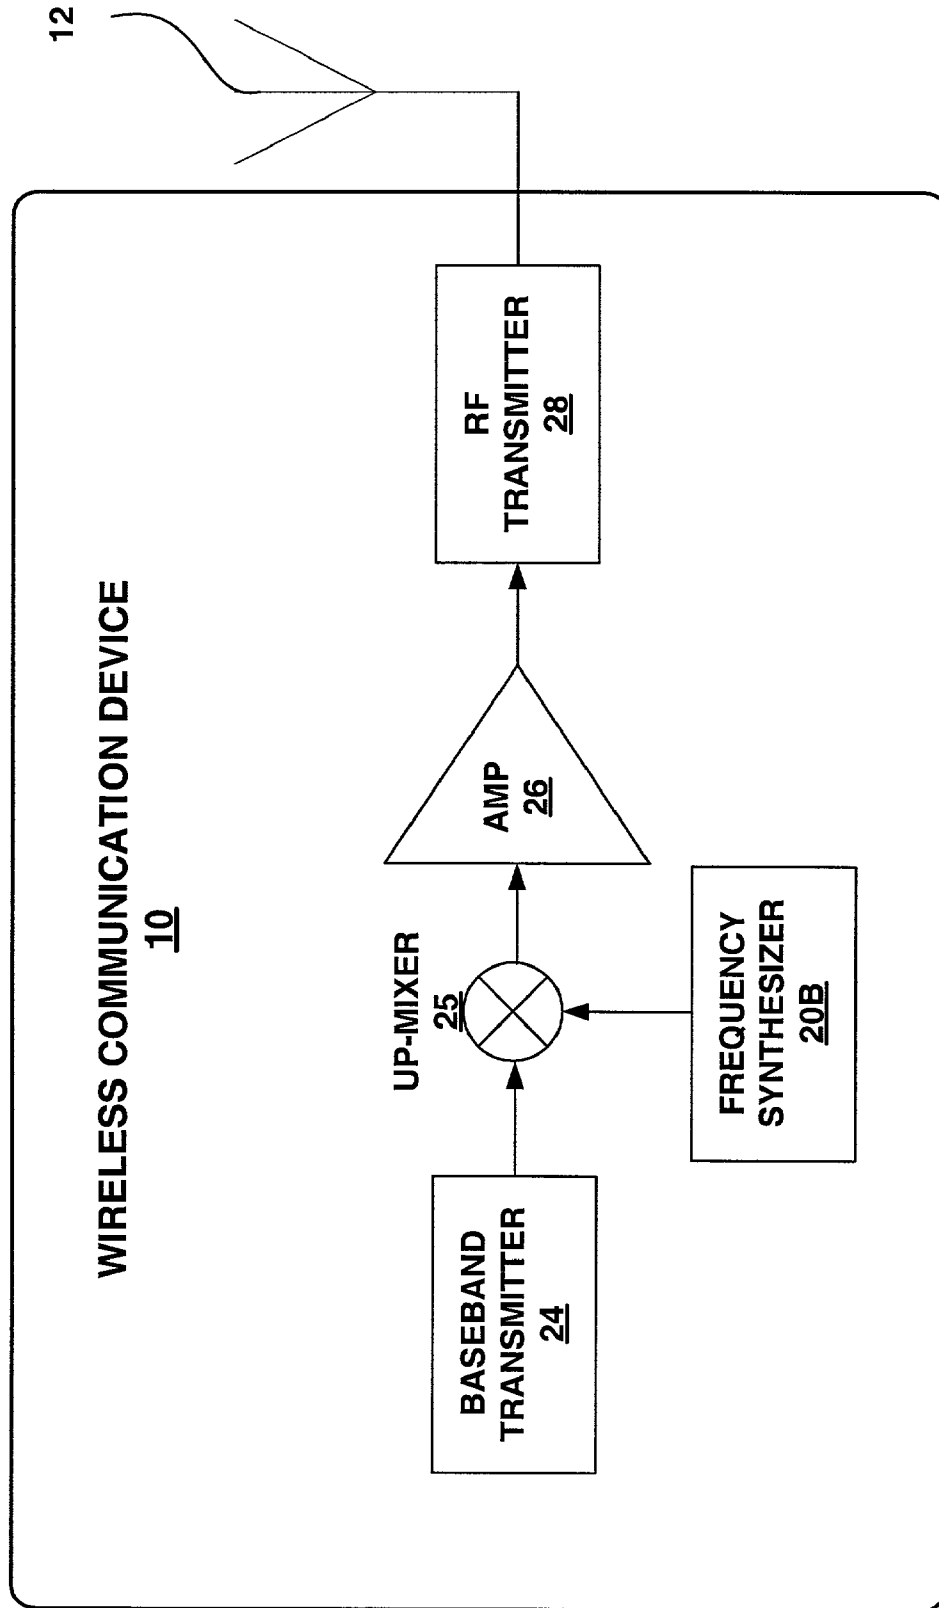 WIRELESS COMMUNICATION DEVICE
10
12
BASEBAND
TRANSMITTER
24
UP-MIXER
25
FREQUENCY
SYNTHESIZER
20B
AMP
26
RF
TRANSMITTER
28